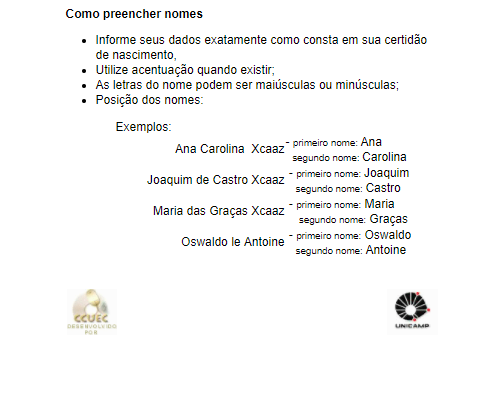 Como preencher nomes
• Informe seus dados exatamente como consta em sua certidão
de nascimento,
• Utilize acentuação quando existir;
• As letras do nome podem ser maiúsculas ou minúsculas;
• Posição dos nomes:
Exemplos:
Ana Carolina  Xcaaz - primeiro nome: Ana
segundo nome: Carolina
Joaquim de Castro Xcaaz - primeiro nome: Joaquim
segundo nome: Castro
Maria das Graças Xcaaz - primeiro nome: Maria
segundo nome: Graças
Oswaldo le Antoine - primeiro nome: Oswaldo
segundo nome: Antoine
CCUEC
DESENVOLVIDO
POR
UNICAMP